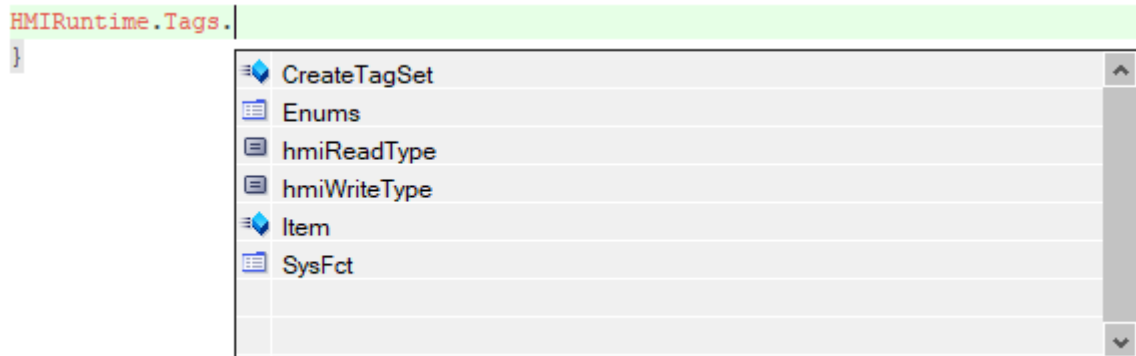 HMIRuntime.Tags.
}
CreateTagSet
Enums
hmiReadType
hmiWriteType
Item
SysFct